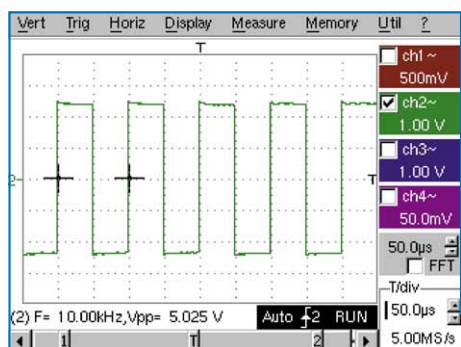 Vert Trig Horiz Display Measure Memory Util ?
T
ch1~
500mV
ch2~
1.00 V
ch3~
1.00 V
ch4~
50.0mV
2
T
50.0µs
FFT
T/div
50.0µs
5.00MS/s
(2) F= 10.00kHz,Vpp= 5.025 V
Auto 2 RUN
1 T 2